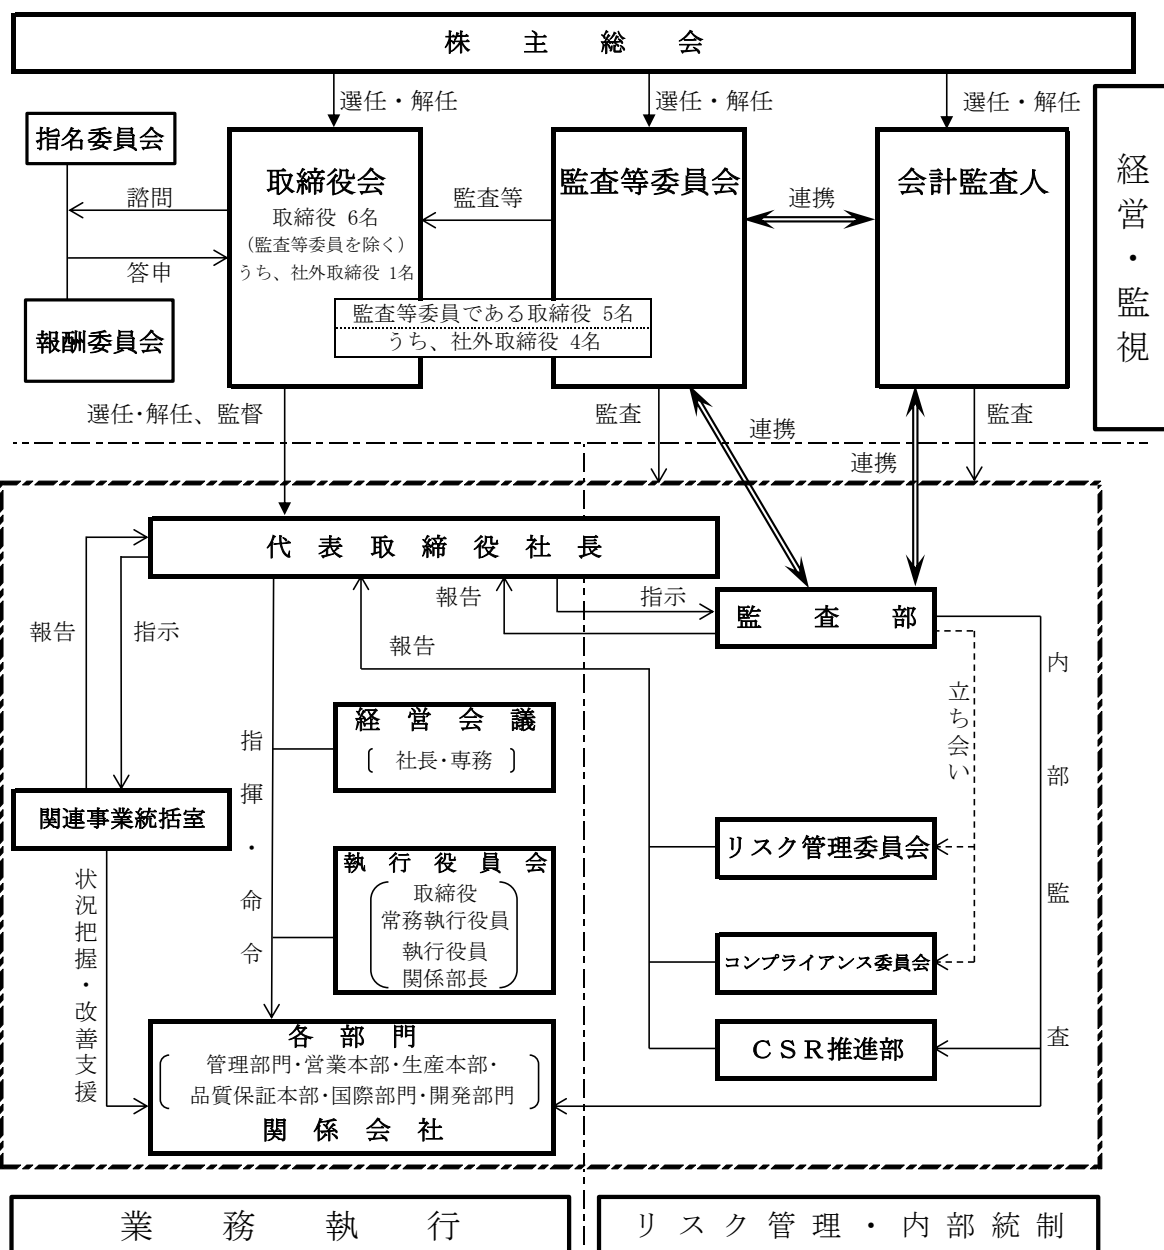 株主総会
選任・解任
選任・解任
選任・解任
指名委員会
諮問
答申
報酬委員会
取締役会
取締役 6名
（監査等委員を除く）
うち、社外取締役 1名
監査等
監査等委員会
連携
会計監査人
監査等委員である取締役 5名
うち、社外取締役 4名
経営・監視
選任・解任、監督
監査
連携
連携
監査
代表取締役社長
報告
指示
報告
指示
報告
監査部
内部監査
立ち会い
指揮・命令
経営会議
〔 社長・専務 〕
関連事業統括室
執行役員会
取締役
常務執行役員
執行役員
関係部長
リスク管理委員会
コンプライアンス委員会
ＣＳＲ推進部
状況把握・改善支援
各部門
管理部門・営業本部・生産本部・
品質保証本部・国際部門・開発部門
関係会社
業務執行
リスク管理・内部統制